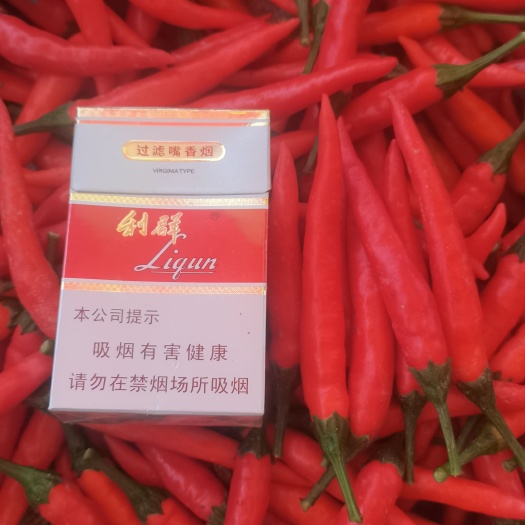 过滤嘴香烟
VIRGINIA TYPE
利群
Liqun
本公司提示
吸烟有害健康
请勿在禁烟场所吸烟